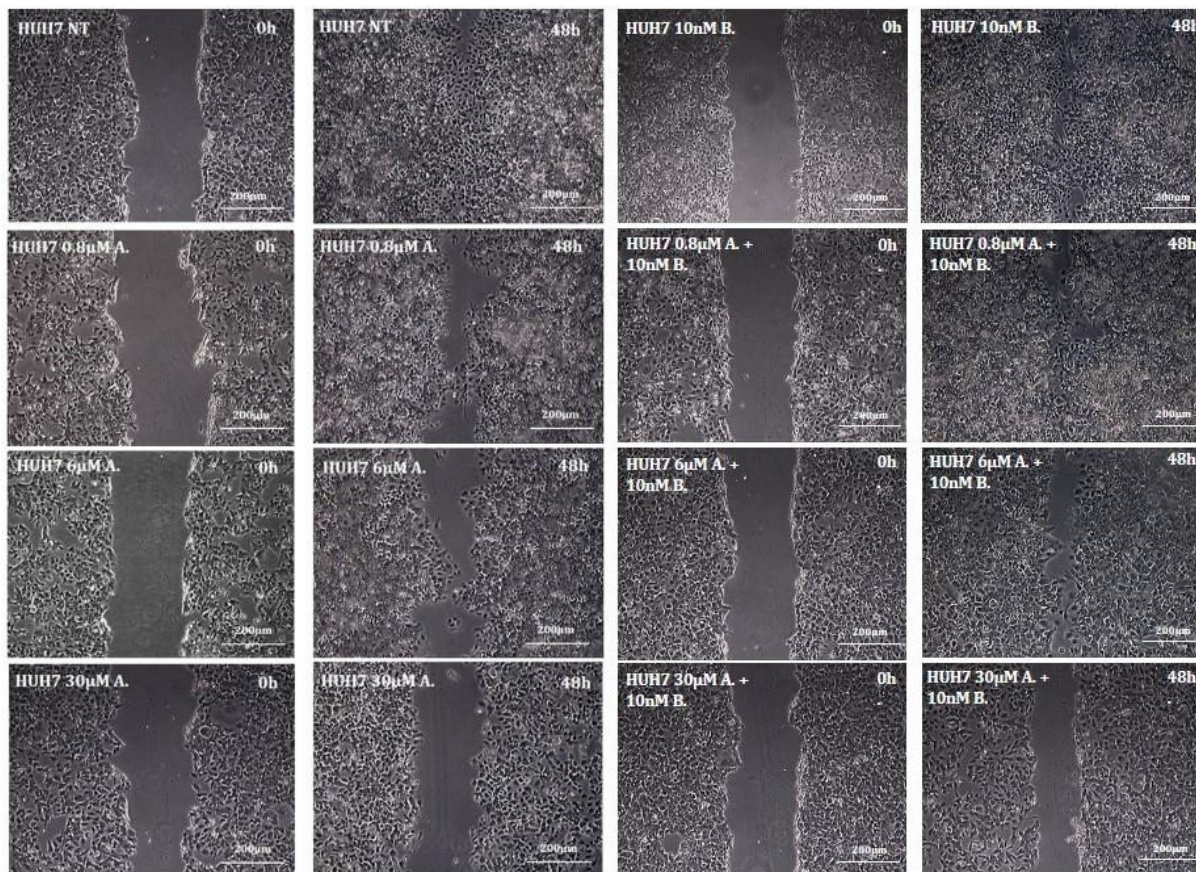 HUH7 NT 0h
200μm
HUH7 NT 48h
200μm
HUH7 10nM B. 0h
200μm
HUH7 10nM B. 48h
200μm
HUH7 0.8μM A. 0h
200μm
HUH7 0.8μM A. 48h
200μm
HUH7 0.8μM A. + 0h
10nM B.
200μm
HUH7 0.8μM A. + 48h
10nM B.
200μm
HUH7 6μM A. 0h
200μm
HUH7 6μM A. 48h
200μm
HUH7 6μM A. + 0h
10nM B.
200μm
HUH7 6μM A. + 48h
10nM B.
200μm
HUH7 30μM A. 0h
200μm
HUH7 30μM A. 48h
200μm
HUH7 30μM A. + 0h
10nM B.
200μm
HUH7 30μM A. + 48h
10nM B.
200μm